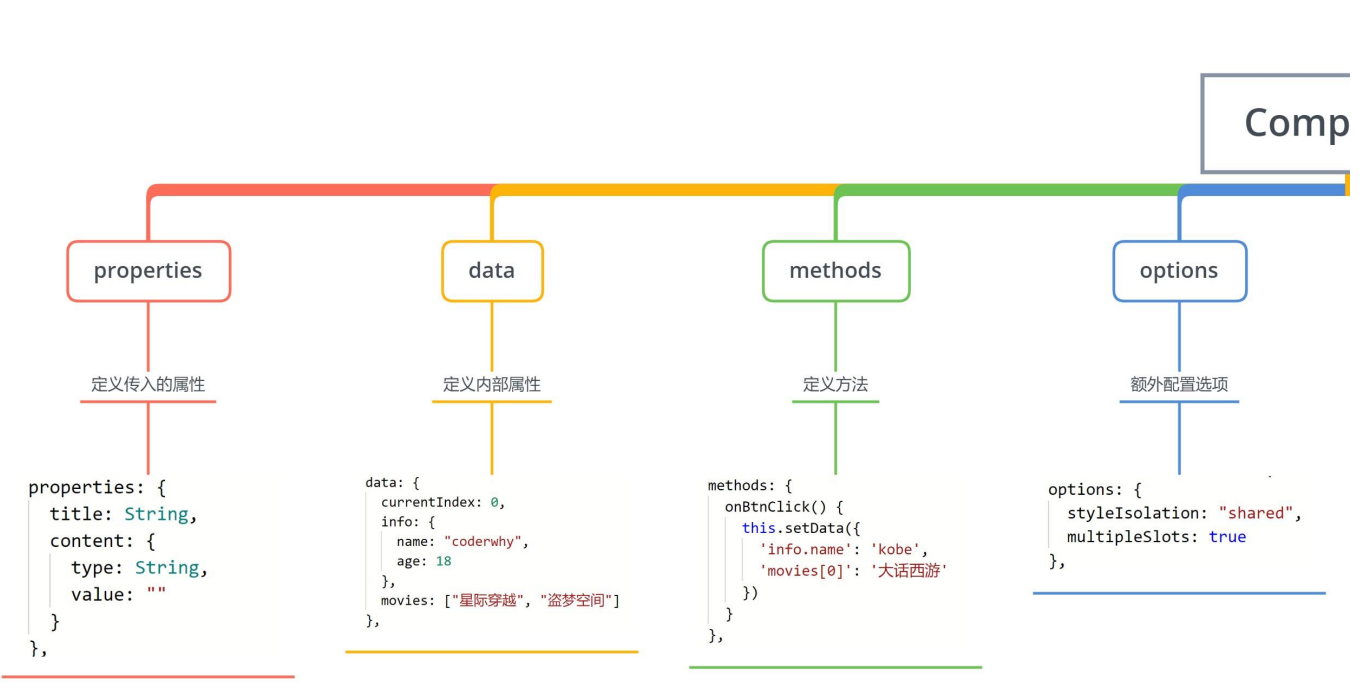 Comp
properties
data
methods
options
定义传入的属性
定义内部属性
定义方法
额外配置选项
properties: {
title: String,
content: {
type: String,
value: ""
}
},
data: {
currentIndex: 0,
info: {
name: "coderwhy",
age: 18
},
movies: ["星际穿越", "盗梦空间"]
},
methods: {
onBtnClick() {
this.setData({
'info.name': 'kobe',
'movies[0]': '大话西游'
})
}
},
options: {
styleIsolation: "shared",
multipleSlots: true
},